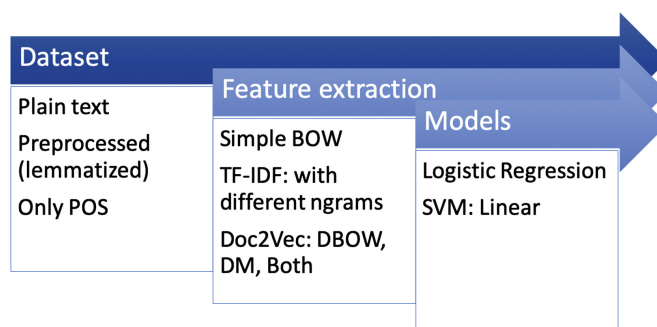 Dataset
Plain text
Preprocessed
(lemmatized)
Only POS
Feature extraction
Simple BOW
TF-IDF: with
different ngrams
Doc2Vec: DBOW,
DM, Both
Models
Logistic Regression
SVM: Linear